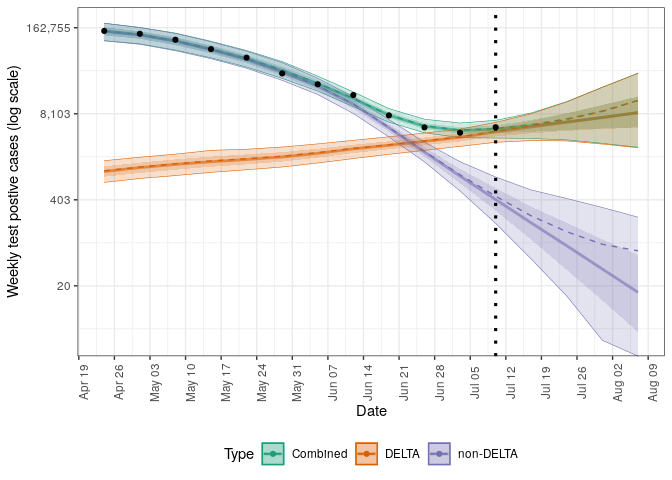 Weekly test postive cases (log scale)
162,755
8,103
403
20
Apr 19
Apr 26
May 03
May 10
May 17
May 24
May 31
Jun 07
Jun 14
Jun 21
Jun 28
Jul 05
Jul 12
Jul 19
Jul 26
Aug 02
Aug 09
Date
Type Combined DELTA non-DELTA